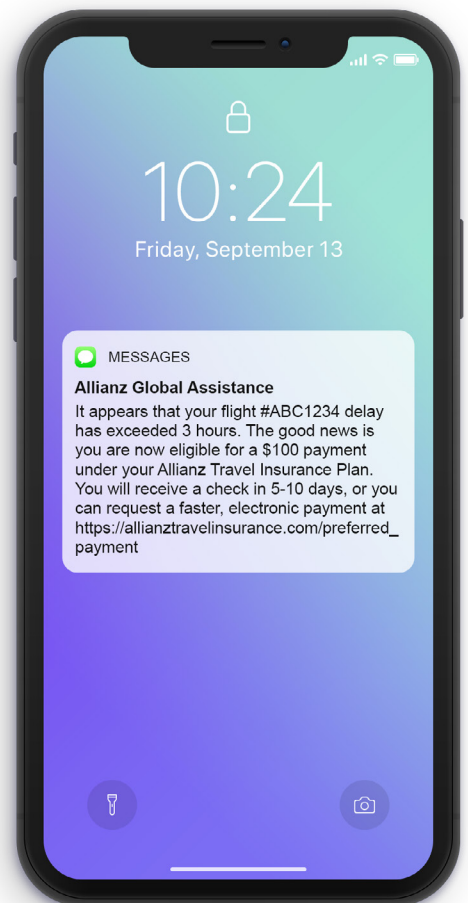 10:24
Friday, September 13
MESSAGES
Allianz Global Assistance
It appears that your flight #ABC1234 delay
has exceeded 3 hours. The good news is
you are now eligible for a $100 payment
under your Allianz Travel Insurance Plan.
You will receive a check in 5-10 days, or you
can request a faster, electronic payment at
https://allianztravelinsurance.com/preferred_
payment